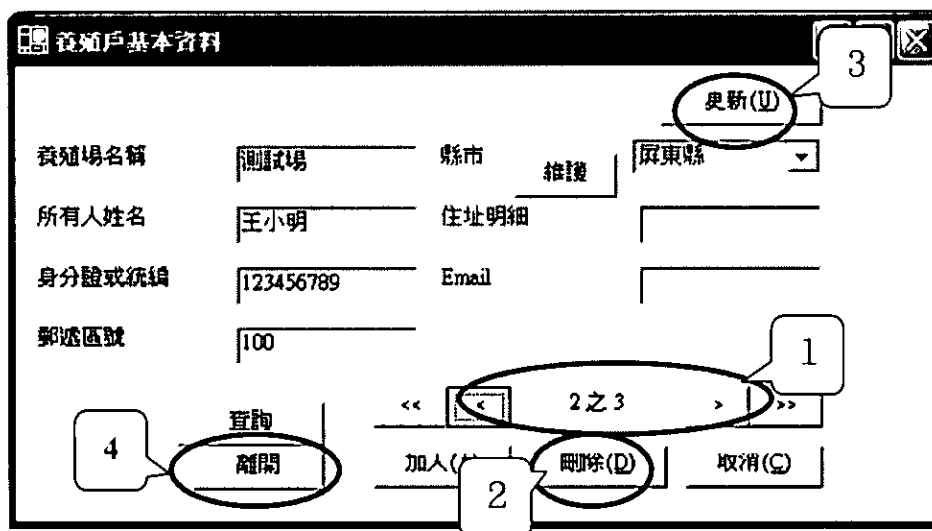 養殖戶基本資料
3
更新(U)
養殖場名稱 測試場 縣市 維護 屏東縣
所有人姓名 王小明 住址明細
身分證或統編 123456789 Email
郵遞區號 100
1
<< < 2之3 > >>
查詢
4 離開 加入( 刪除(D) 取消(C)
2